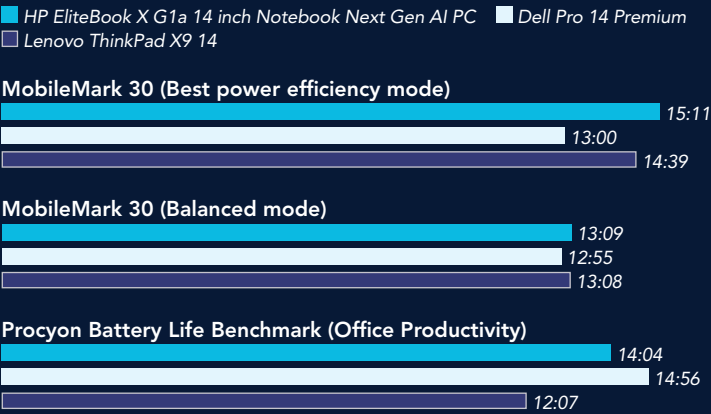 HP EliteBook X G1a 14 inch Notebook Next Gen AI PC Dell Pro 14 Premium
Lenovo ThinkPad X9 14
MobileMark 30 (Best power efficiency mode)
15:11
13:00
14:39
MobileMark 30 (Balanced mode)
13:09
12:55
13:08
Procyon Battery Life Benchmark (Office Productivity)
14:04
14:56
12:07